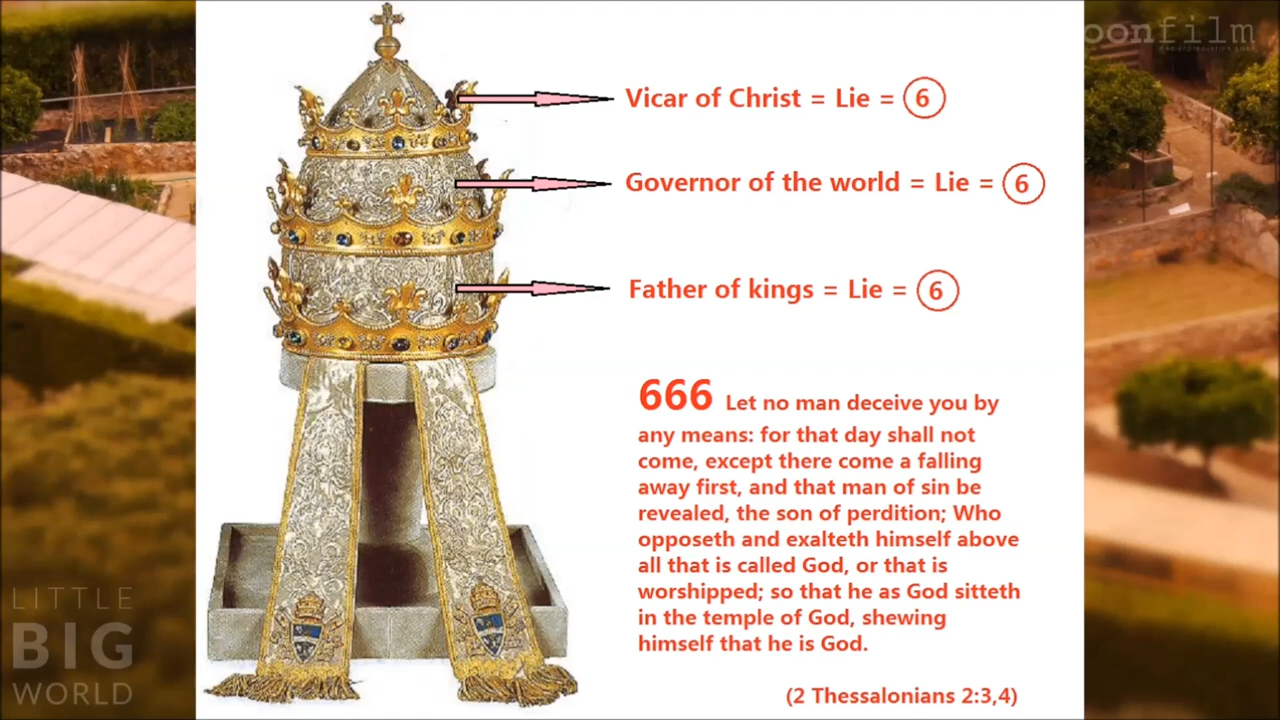 oonfilm
Vicar of Christ = Lie = 6
Governor of the world = Lie = 6
Father of kings = Lie = 6
666 Let no man deceive you by
any means: for that day shall not
come, except there come a falling
away first, and that man of sin be
revealed, the son of perdition; Who
opposeth and exalteth himself above
all that is called God, or that is
worshipped; so that he as God sitteth
in the temple of God, shewing
himself that he is God.
(2 Thessalonians 2:3,4)
LITTLE
BIG
WORLD